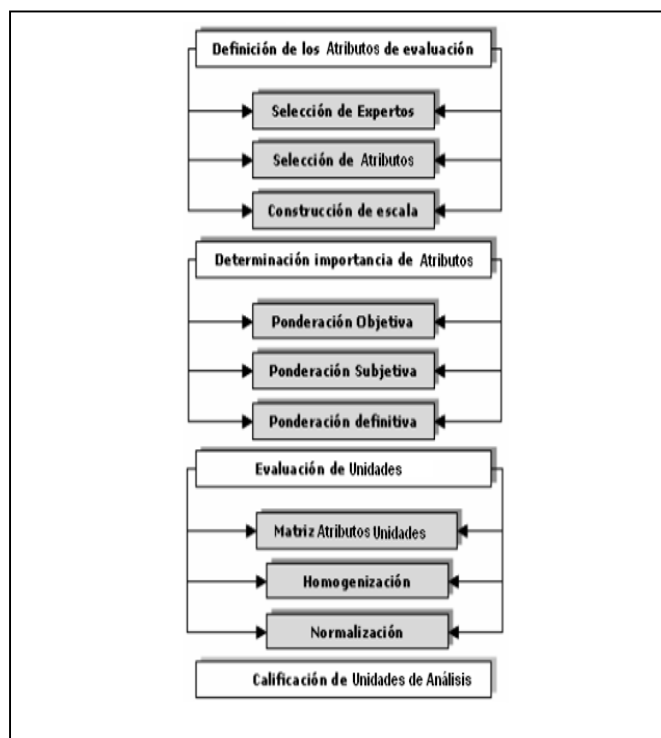 Definición de los Atributos de evaluación
Selección de Expertos
Selección de Atributos
Construcción de escala
Determinación importancia de Atributos
Ponderación Objetiva
Ponderación Subjetiva
Ponderación definitiva
Evaluación de Unidades
Matriz Atributos Unidades
Homogenización
Normalización
Calificación de Unidades de Análisis